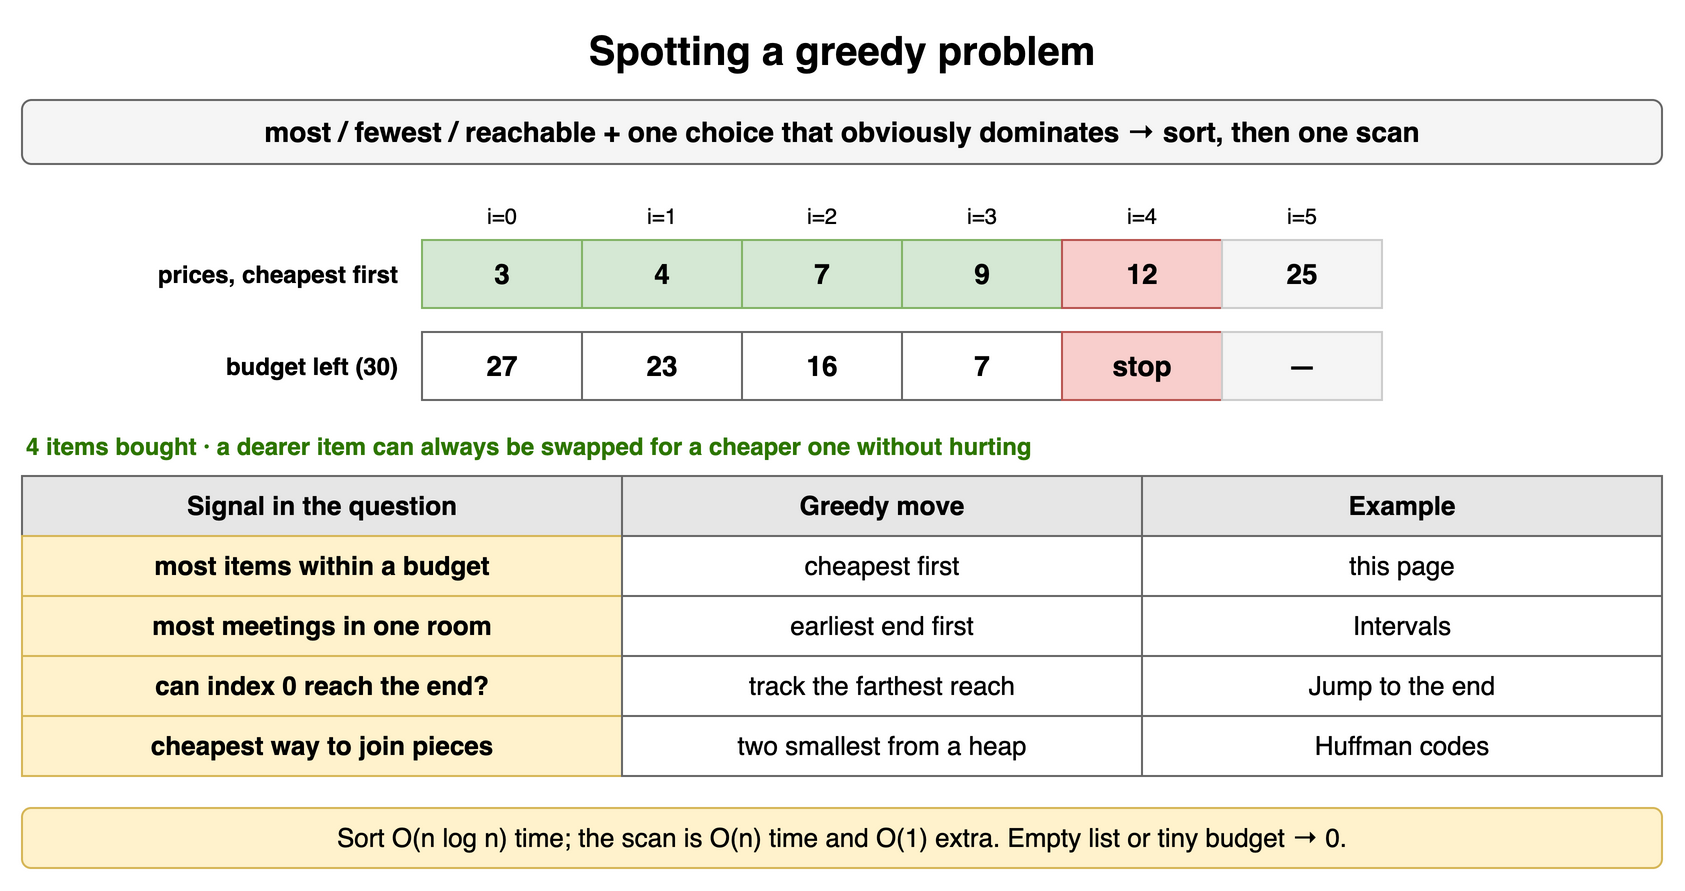 Spotting a greedy problem
most / fewest / reachable + one choice that obviously dominates → sort, then one scan
i=0 i=1 i=2 i=3 i=4 i=5
prices, cheapest first 3 4 7 9 12 25
budget left (30) 27 23 16 7 stop —
4 items bought · a dearer item can always be swapped for a cheaper one without hurting
Signal in the question Greedy move Example
most items within a budget cheapest first this page
most meetings in one room earliest end first Intervals
can index 0 reach the end? track the farthest reach Jump to the end
cheapest way to join pieces two smallest from a heap Huffman codes
Sort O(n log n) time; the scan is O(n) time and O(1) extra. Empty list or tiny budget → 0.